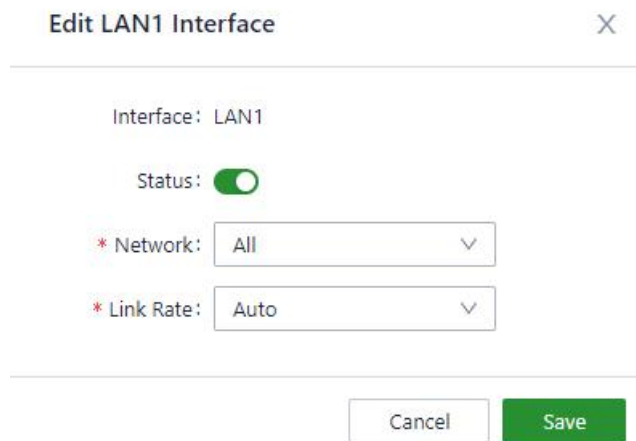 Edit LAN1 Interface X
Interface: LAN1
Status:
* Network: All
* Link Rate: Auto
Cancel Save